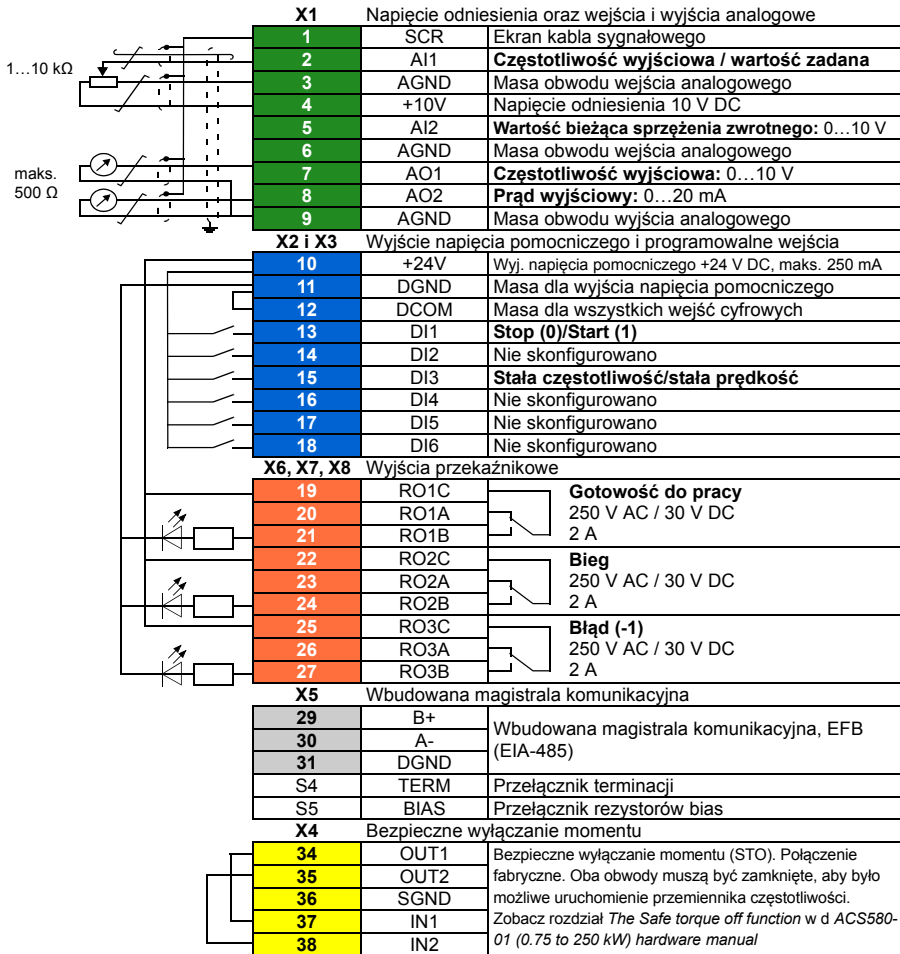 X1 Napięcie odniesienia oraz wejścia i wyjścia analogowe
1 SCR Ekran kabla sygnałowego
1…10 kΩ
2 AI1 Częstotliwość wyjściowa / wartość zadana
3 AGND Masa obwodu wejścia analogowego
4 +10V Napięcie odniesienia 10 V DC
5 AI2 Wartość bieżąca sprzężenia zwrotnego: 0…10 V
6 AGND Masa obwodu wejścia analogowego
maks.
500 Ω
7 AO1 Częstotliwość wyjściowa: 0…10 V
8 AO2 Prąd wyjściowy: 0…20 mA
9 AGND Masa obwodu wyjścia analogowego
X2 i X3 Wyjście napięcia pomocniczego i programowalne wejścia
10 +24V Wyj. napięcia pomocniczego +24 V DC, maks. 250 mA
11 DGND Masa dla wyjścia napięcia pomocniczego
12 DCOM Masa dla wszystkich wejść cyfrowych
13 DI1 Stop (0)/Start (1)
14 DI2 Nie skonfigurowano
15 DI3 Stała częstotliwość/stała prędkość
16 DI4 Nie skonfigurowano
17 DI5 Nie skonfigurowano
18 DI6 Nie skonfigurowano
X6, X7, X8 Wyjścia przekaźnikowe
19 RO1C Gotowość do pracy
20 RO1A 250 V AC / 30 V DC
21 RO1B 2 A
22 RO2C Bieg
23 RO2A 250 V AC / 30 V DC
24 RO2B 2 A
25 RO3C Błąd (-1)
26 RO3A 250 V AC / 30 V DC
27 RO3B 2 A
X5 Wbudowana magistrala komunikacyjna
29 B+
30 A-
31 DGND
Wbudowana magistrala komunikacyjna, EFB
(EIA-485)
S4 TERM Przełącznik terminacji
S5 BIAS Przełącznik rezystorów bias
X4 Bezpieczne wyłączanie momentu
34 OUT1 Bezpieczne wyłączanie momentu (STO). Połączenie
35 OUT2 fabryczne. Oba obwody muszą być zamknięte, aby było
36 SGND możliwe uruchomienie przemiennika częstotliwości.
37 IN1 Zobacz rozdział The Safe torque off function w d ACS580-
38 IN2 01 (0.75 to 250 kW) hardware manual